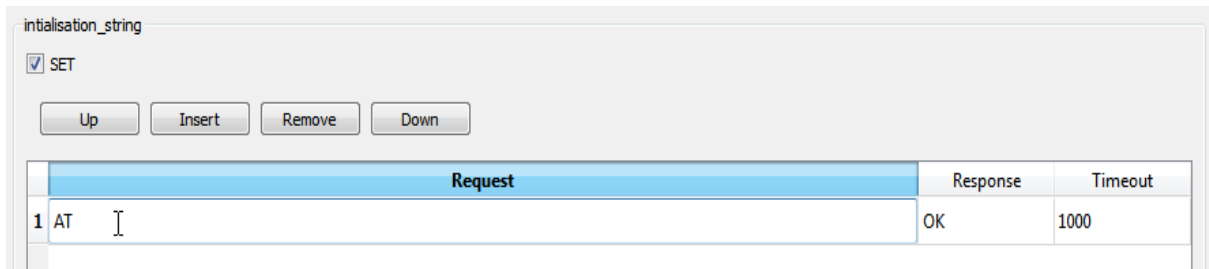 intialisation_string
SET
Up Insert Remove Down
Request Response Timeout
1 AT OK 1000